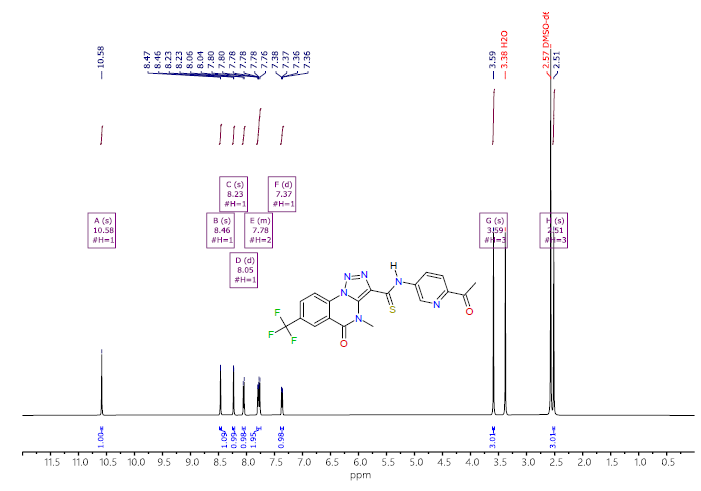 10.58
8.47
8.46
8.23
8.23
8.06
8.04
7.80
7.80
7.78
7.78
7.78
7.76
7.38
7.37
7.36
7.36
3.59
3.38 H2O
2.57 DMSO-d6
2.51
C (s)
8.23
#H=1
F (d)
7.37
#H=1
A (s)
10.58
#H=1
B (s)
8.46
#H=1
E (m)
7.78
#H=2
G (s)
3.59
#H=3
H (s)
2.51
#H=3
D (d)
8.05
#H=1
H
N
N
N
N
N
S
N
O
F
F
F
O
1.00
1.09
0.99
0.98
1.95
0.98
3.01
3.01
11.5 11.0 10.5 10.0 9.5 9.0 8.5 8.0 7.5 7.0 6.5 6.0 5.5 5.0 4.5 4.0 3.5 3.0 2.5 2.0 1.5 1.0 0.5
ppm